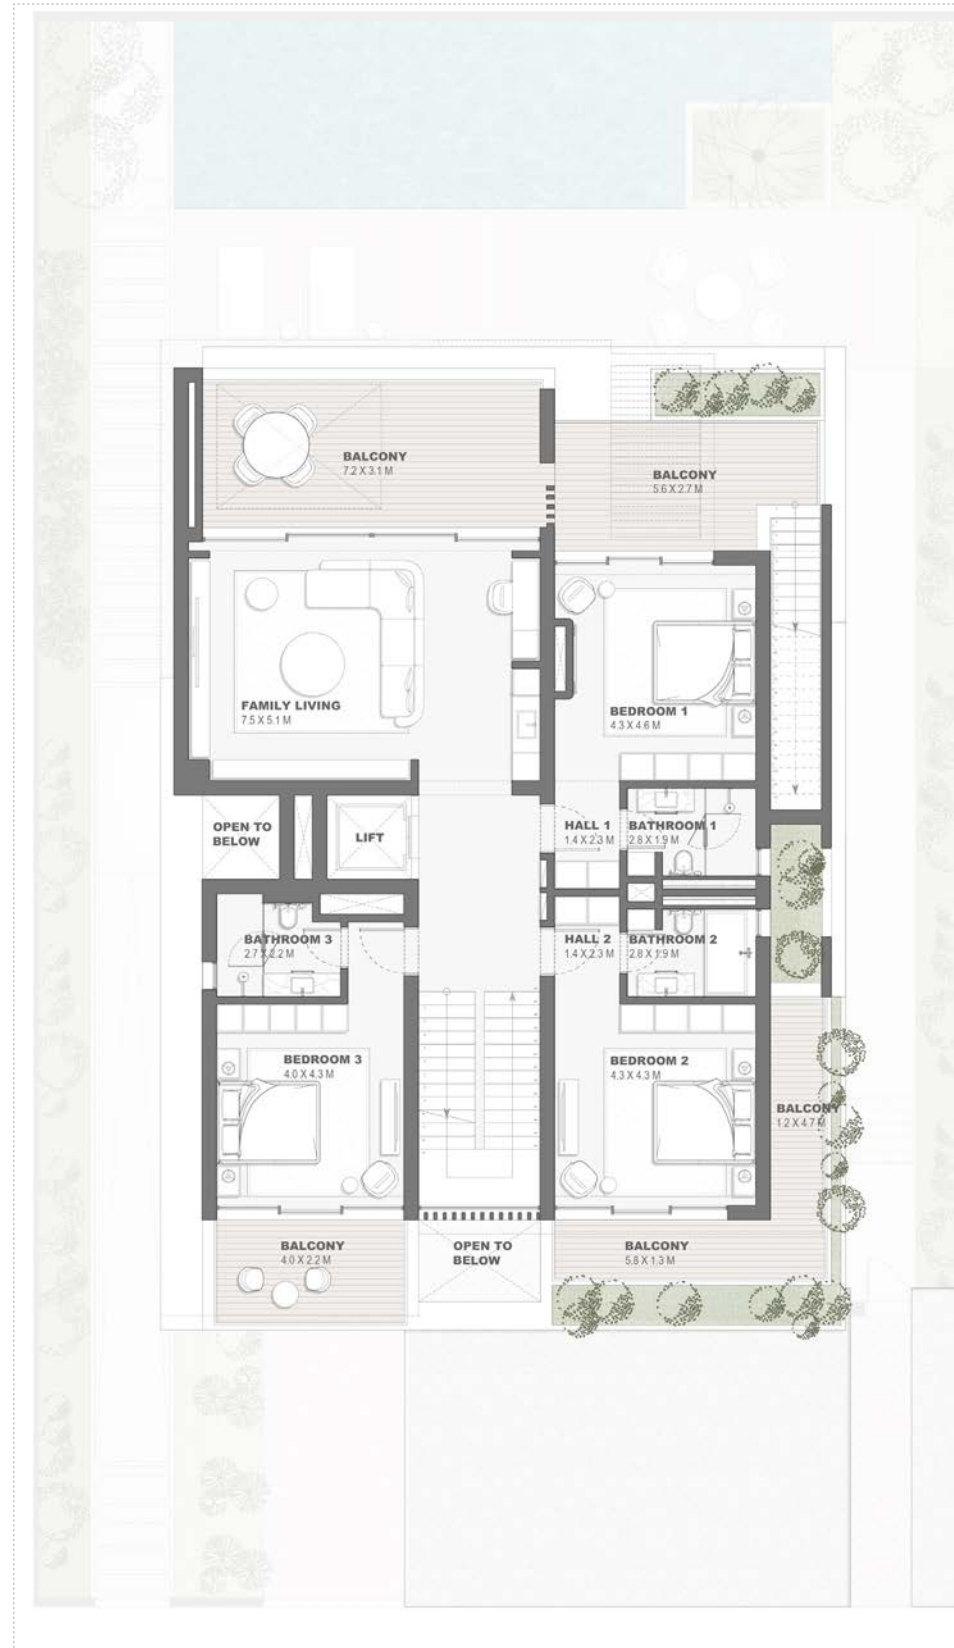 BALCONY
7.2 X 3.1 M
BALCONY
5.6 X 2.7 M
FAMILY LIVING
7.5 X 5.1 M
BEDROOM 1
4.3 X 4.6 M
OPEN TO
BELOW
LIFT
HALL 1
1.4 X 2.3 M
BATHROOM 1
2.8 X 1.9 M
BATHROOM 3
2.7 X 2.2 M
HALL 2
1.4 X 2.3 M
BATHROOM 2
2.8 X 1.9 M
BEDROOM 3
4.0 X 4.3 M
BEDROOM 2
4.3 X 4.3 M
BALCONY
1.2 X 4.7 M
BALCONY
4.0 X 2.2 M
OPEN TO
BELOW
BALCONY
5.8 X 1.3 M